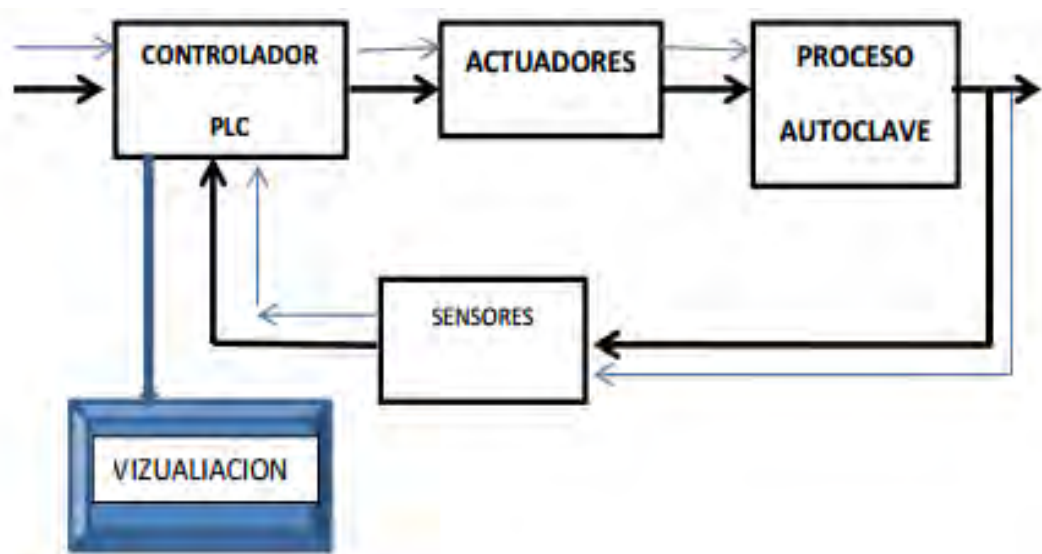 CONTROLADOR
PLC
ACTUADORES
PROCESO
AUTOCLAVE
SENSORES
VIZUALIACION